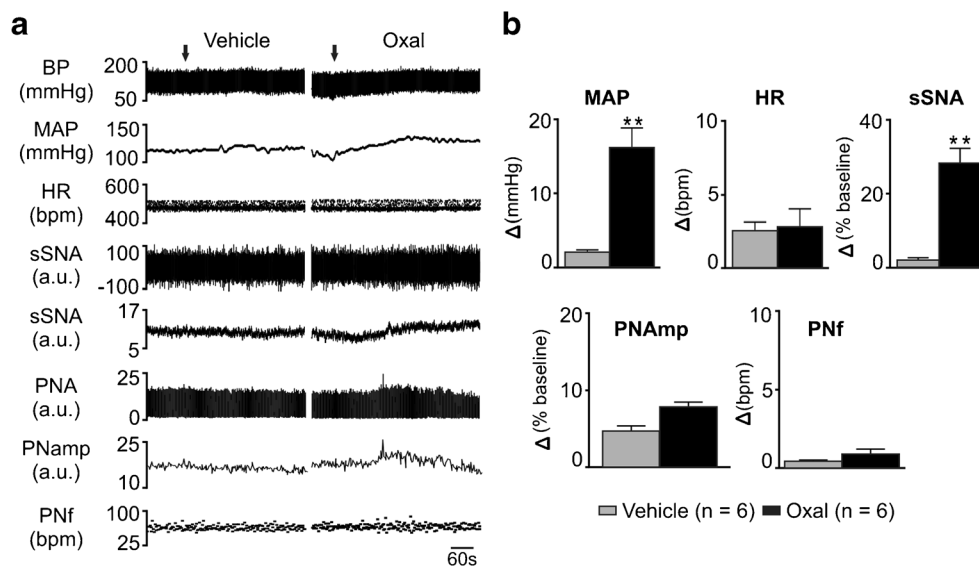 a
Vehicle Oxal
BP
(mmHg)
200
50
MAP
(mmHg)
150
100
HR
(bpm)
600
400
sSNA
(a.u.)
100
-100
sSNA
(a.u.)
17
5
PNA
(a.u.)
25
0
PNamp
(a.u.)
25
10
PNf
(bpm)
100
25
60s
b
MAP
Δ(mmHg)
20
10
0
**
HR
Δ(bpm)
10
5
0
sSNA
Δ(% baseline)
40
20
0
**
PNAmp
Δ (% baseline)
20
10
0
PNf
Δ(bpm)
10
5
0
Vehicle (n = 6) Oxal (n = 6)